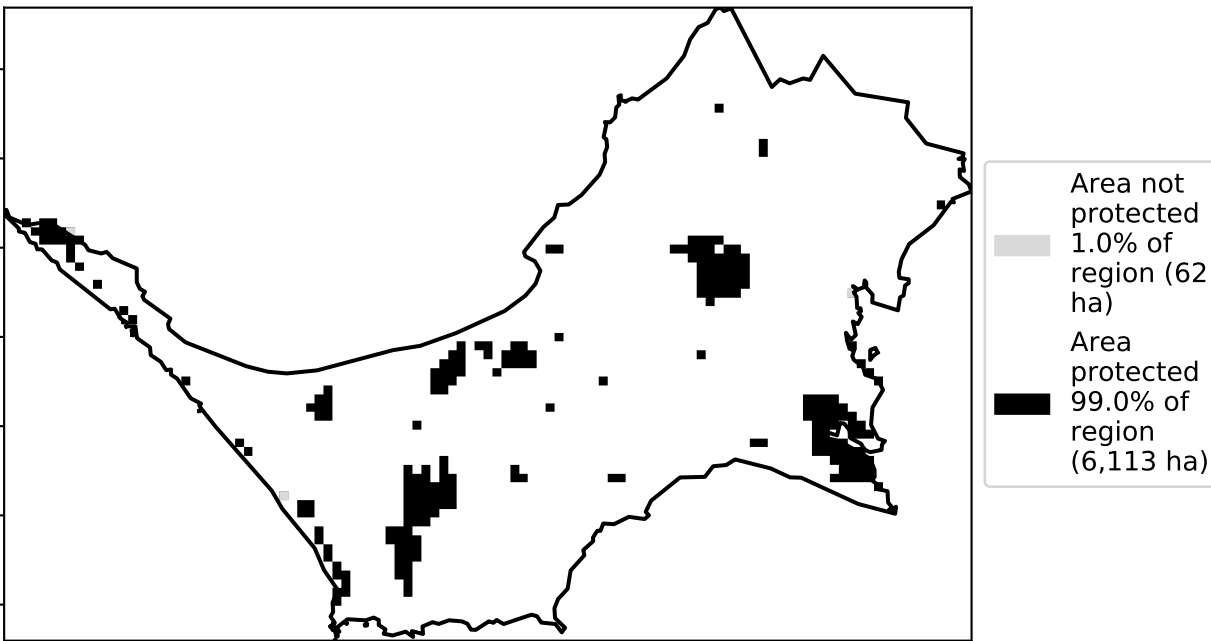 Area not
protected
1.0% of
region (62
ha)
Area
protected
99.0% of
region
(6,113 ha)